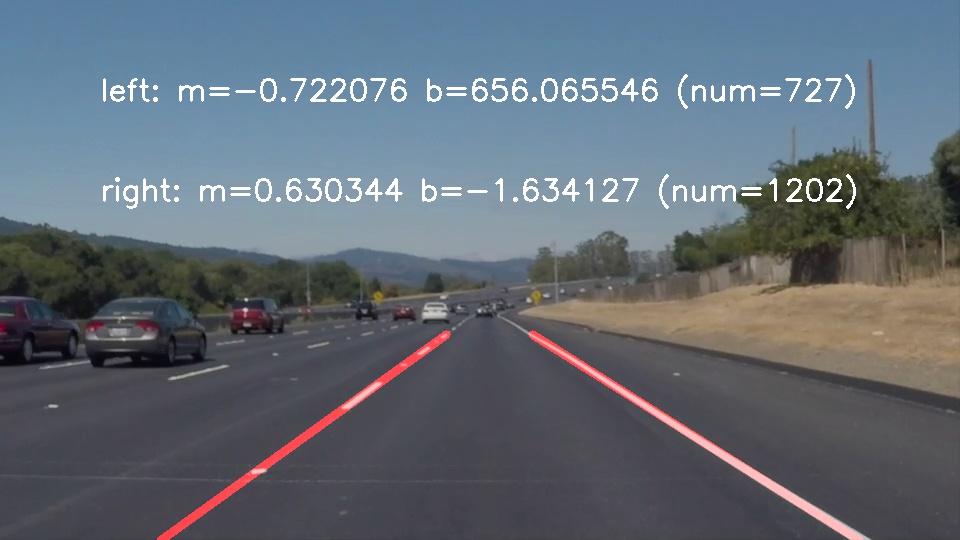 left: m=-0.722076 b=656.065546 (num=727)
right: m=0.630344 b=-1.634127 (num=1202)